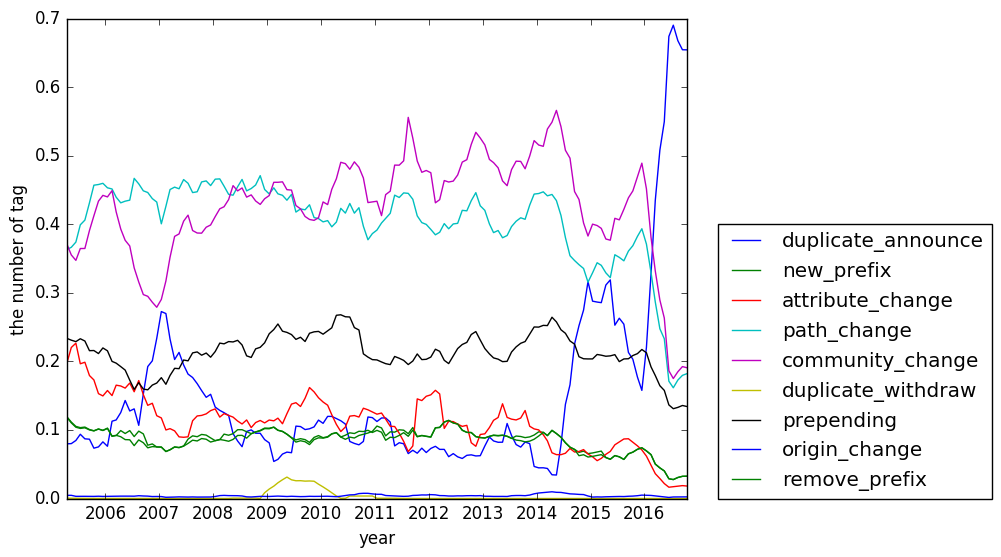 0.7
0.6
0.5
0.4
0.3
0.2
0.1
0.0
the number of tag
2006 2007 2008 2009 2010 2011 2012 2013 2014 2015 2016
year
duplicate_announce
new_prefix
attribute_change
path_change
community_change
duplicate_withdraw
prepending
origin_change
remove_prefix